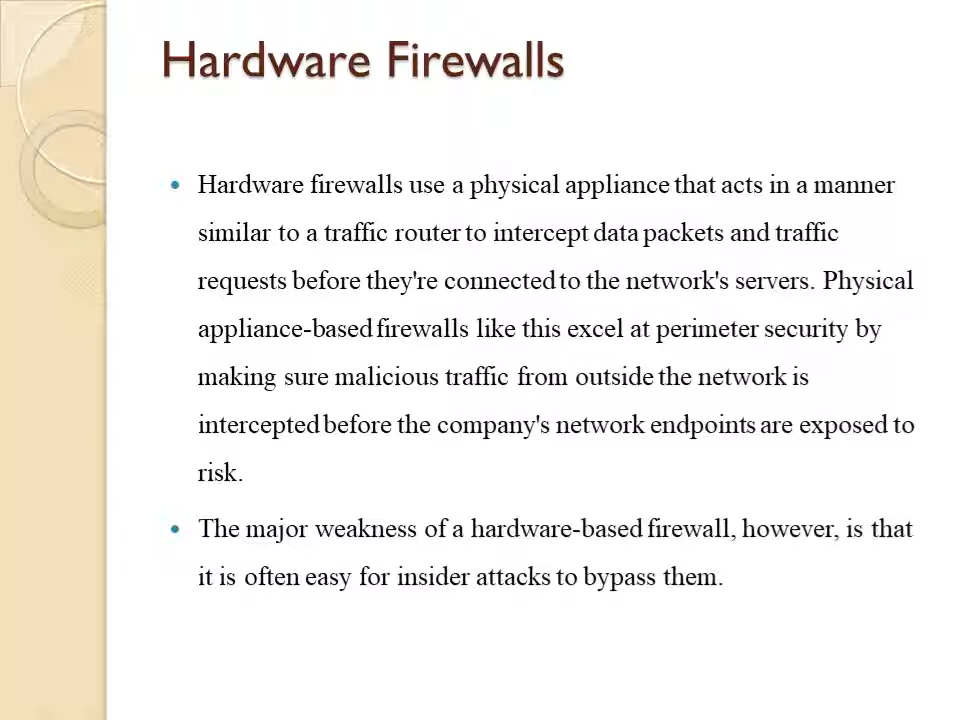 Hardware Firewalls
• Hardware firewalls use a physical appliance that acts in a manner
similar to a traffic router to intercept data packets and traffic
requests before they're connected to the network's servers. Physical
appliance-based firewalls like this excel at perimeter security by
making sure malicious traffic from outside the network is
intercepted before the company's network endpoints are exposed to
risk.
• The major weakness of a hardware-based firewall, however, is that
it is often easy for insider attacks to bypass them.